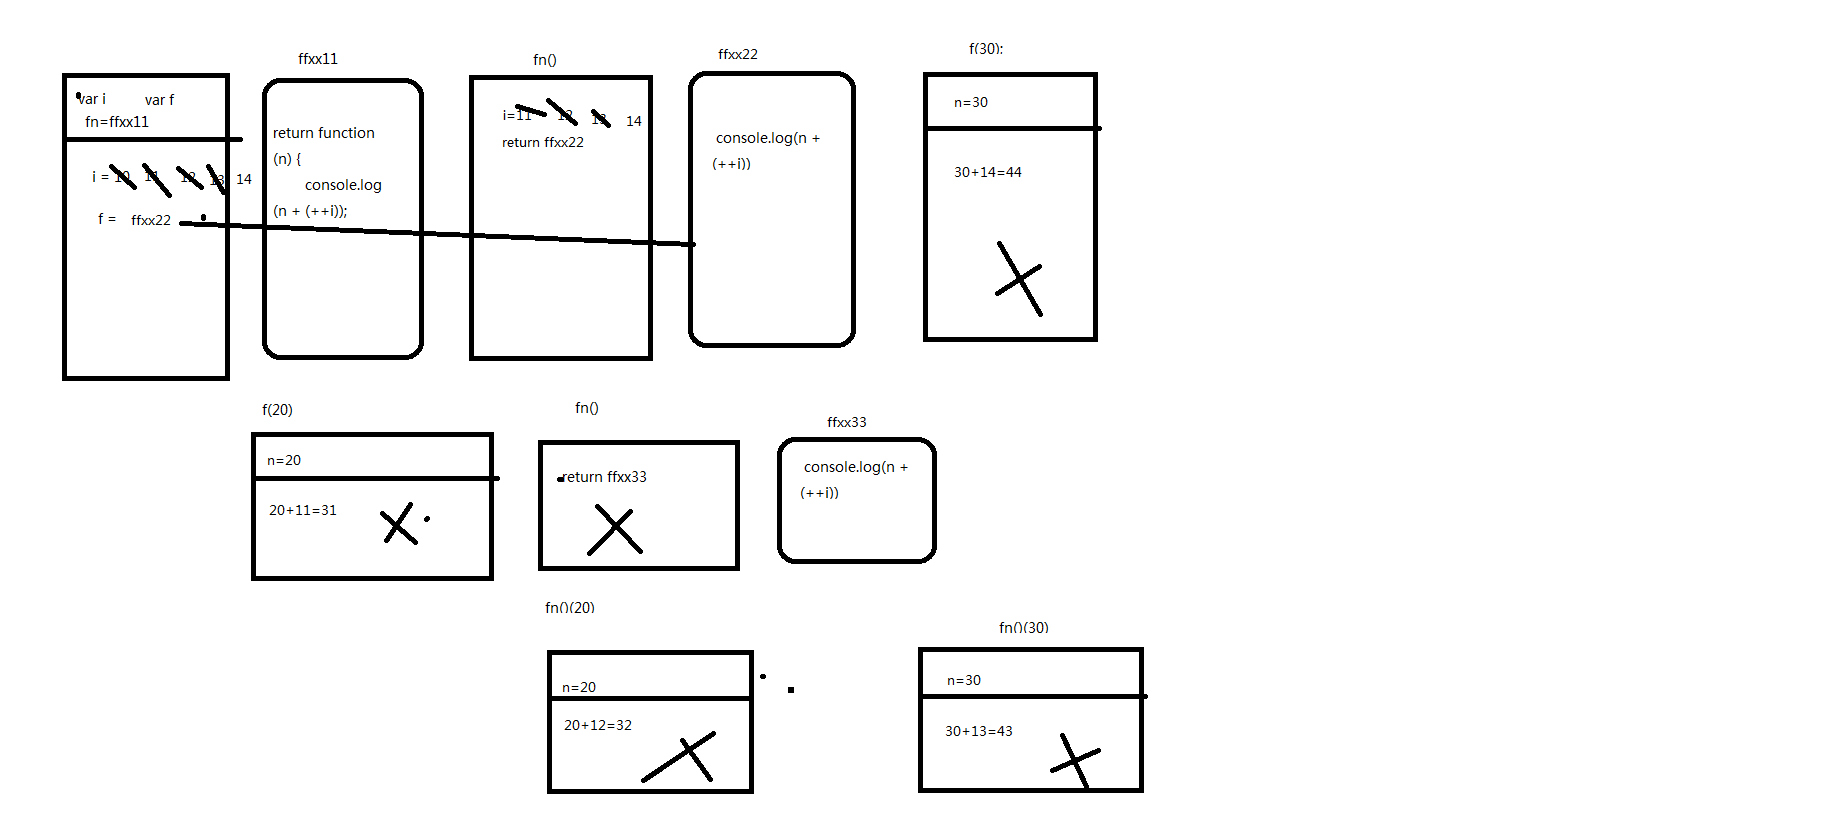 ffxx11
fn()
ffxx22
f(30):
var i var f
fn=ffxx11
i = 10 11 12 13 14
f = ffxx22
return function
(n) {
console.log
(n + (++i));
i=11 12 13 14
return ffxx22
console.log(n +
(++i))
n=30
30+14=44
f(20)
fn()
ffxx33
n=20
20+11=31
return ffxx33
console.log(n +
(++i))
fn()(20)
fn()(30)
n=20
20+12=32
n=30
30+13=43